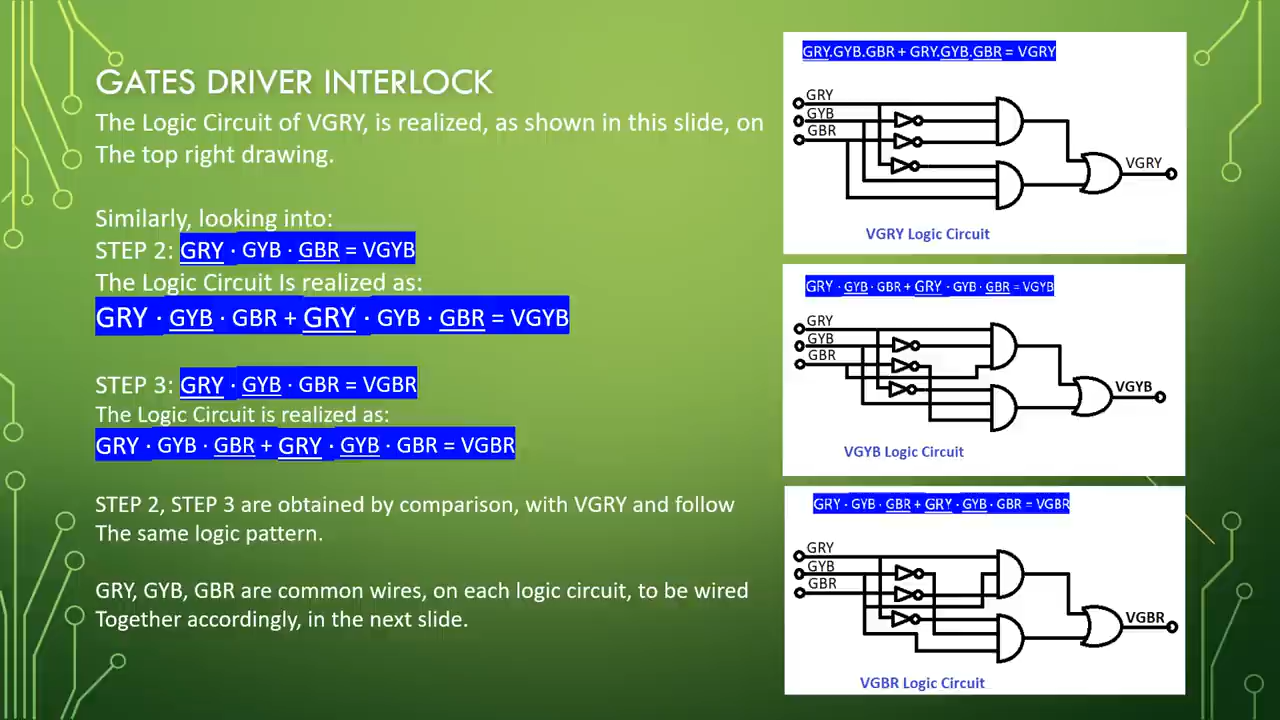 GATES DRIVER INTERLOCK
The Logic Circuit of VGRY, is realized, as shown in this slide, on
The top right drawing.
Similarly, looking into:
STEP 2: GRY · GYB · GBR = VGYB
The Logic Circuit Is realized as:
GRY · GYB · GBR + GRY · GYB · GBR = VGYB
STEP 3: GRY · GYB · GBR = VGBR
The Logic Circuit is realized as:
GRY · GYB · GBR + GRY · GYB · GBR = VGBR
STEP 2, STEP 3 are obtained by comparison, with VGRY and follow
The same logic pattern.
GRY, GYB, GBR are common wires, on each logic circuit, to be wired
Together accordingly, in the next slide.
GRY.GYB.GBR + GRY.GYB.GBR = VGRY
GRY
GYB
GBR
VGRY
VGRY Logic Circuit
GRY · GYB · GBR + GRY · GYB · GBR = VGYB
GRY
GYB
GBR
VGYB
VGYB Logic Circuit
GRY · GYB · GBR + GRY · GYB · GBR = VGBR
GRY
GYB
GBR
VGBR
VGBR Logic Circuit